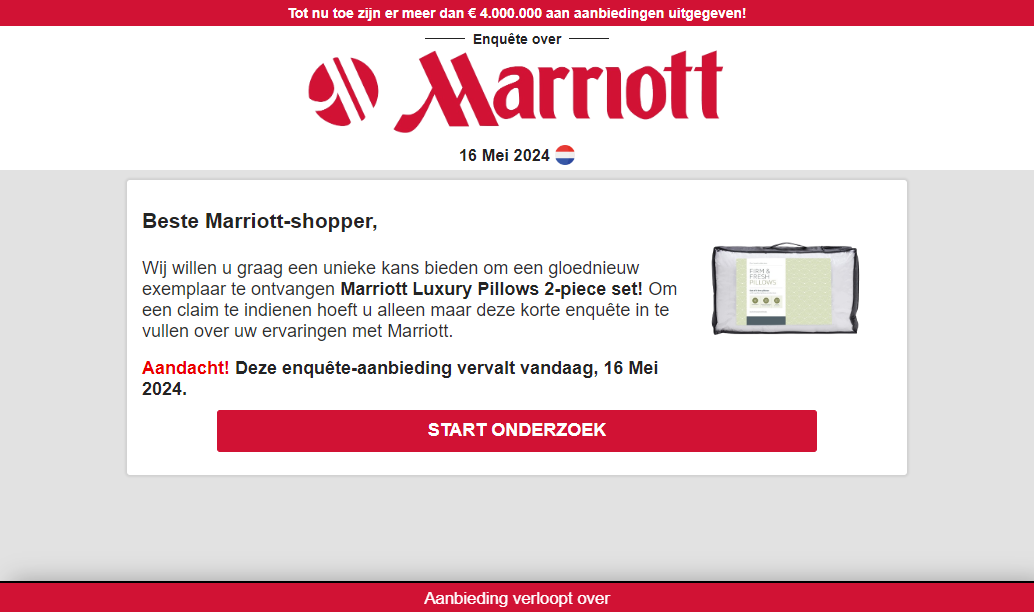 Tot nu toe zijn er meer dan € 4.000.000 aan aanbiedingen uitgegeven!
Enquête over
Marriott
16 Mei 2024
Beste Marriott-shopper,
Wij willen u graag een unieke kans bieden om een gloednieuw
exemplaar te ontvangen Marriott Luxury Pillows 2-piece set! Om
een claim te indienen hoeft u alleen maar deze korte enquête in te
vullen over uw ervaringen met Marriott.
FIRM &
FRESH
PILLOWS
Aandacht! Deze enquête-aanbieding vervalt vandaag, 16 Mei
2024.
START ONDERZOEK
Aanbieding verloopt over